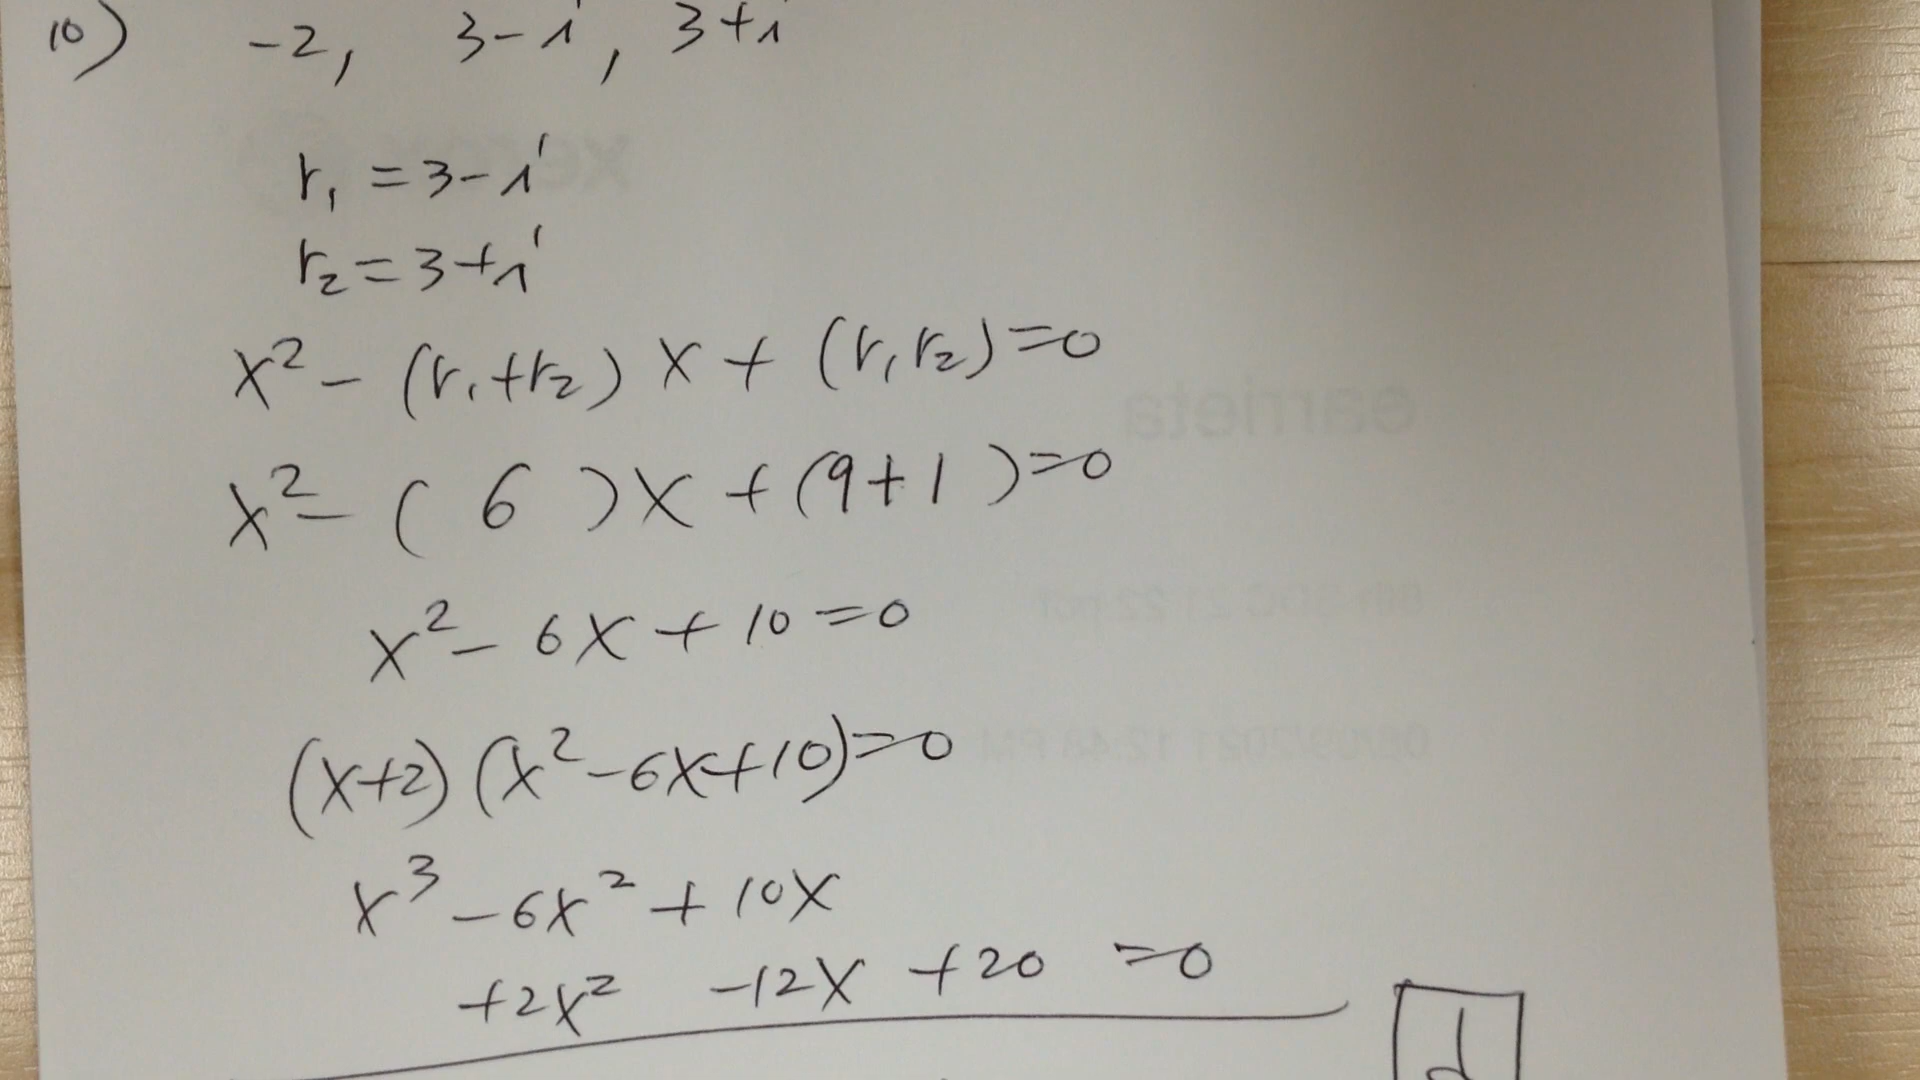 10) -2, 3-i, 3+i
r₁ = 3-i
r₂ = 3+i
x² - (r₁+r₂) x + (r₁r₂) = 0
x² - ( 6 ) x + (9+1) = 0
x² - 6x + 10 = 0
(x+2) (x² - 6x + 10) = 0
x³ - 6x² + 10x
+2x² -12x +20 = 0
d